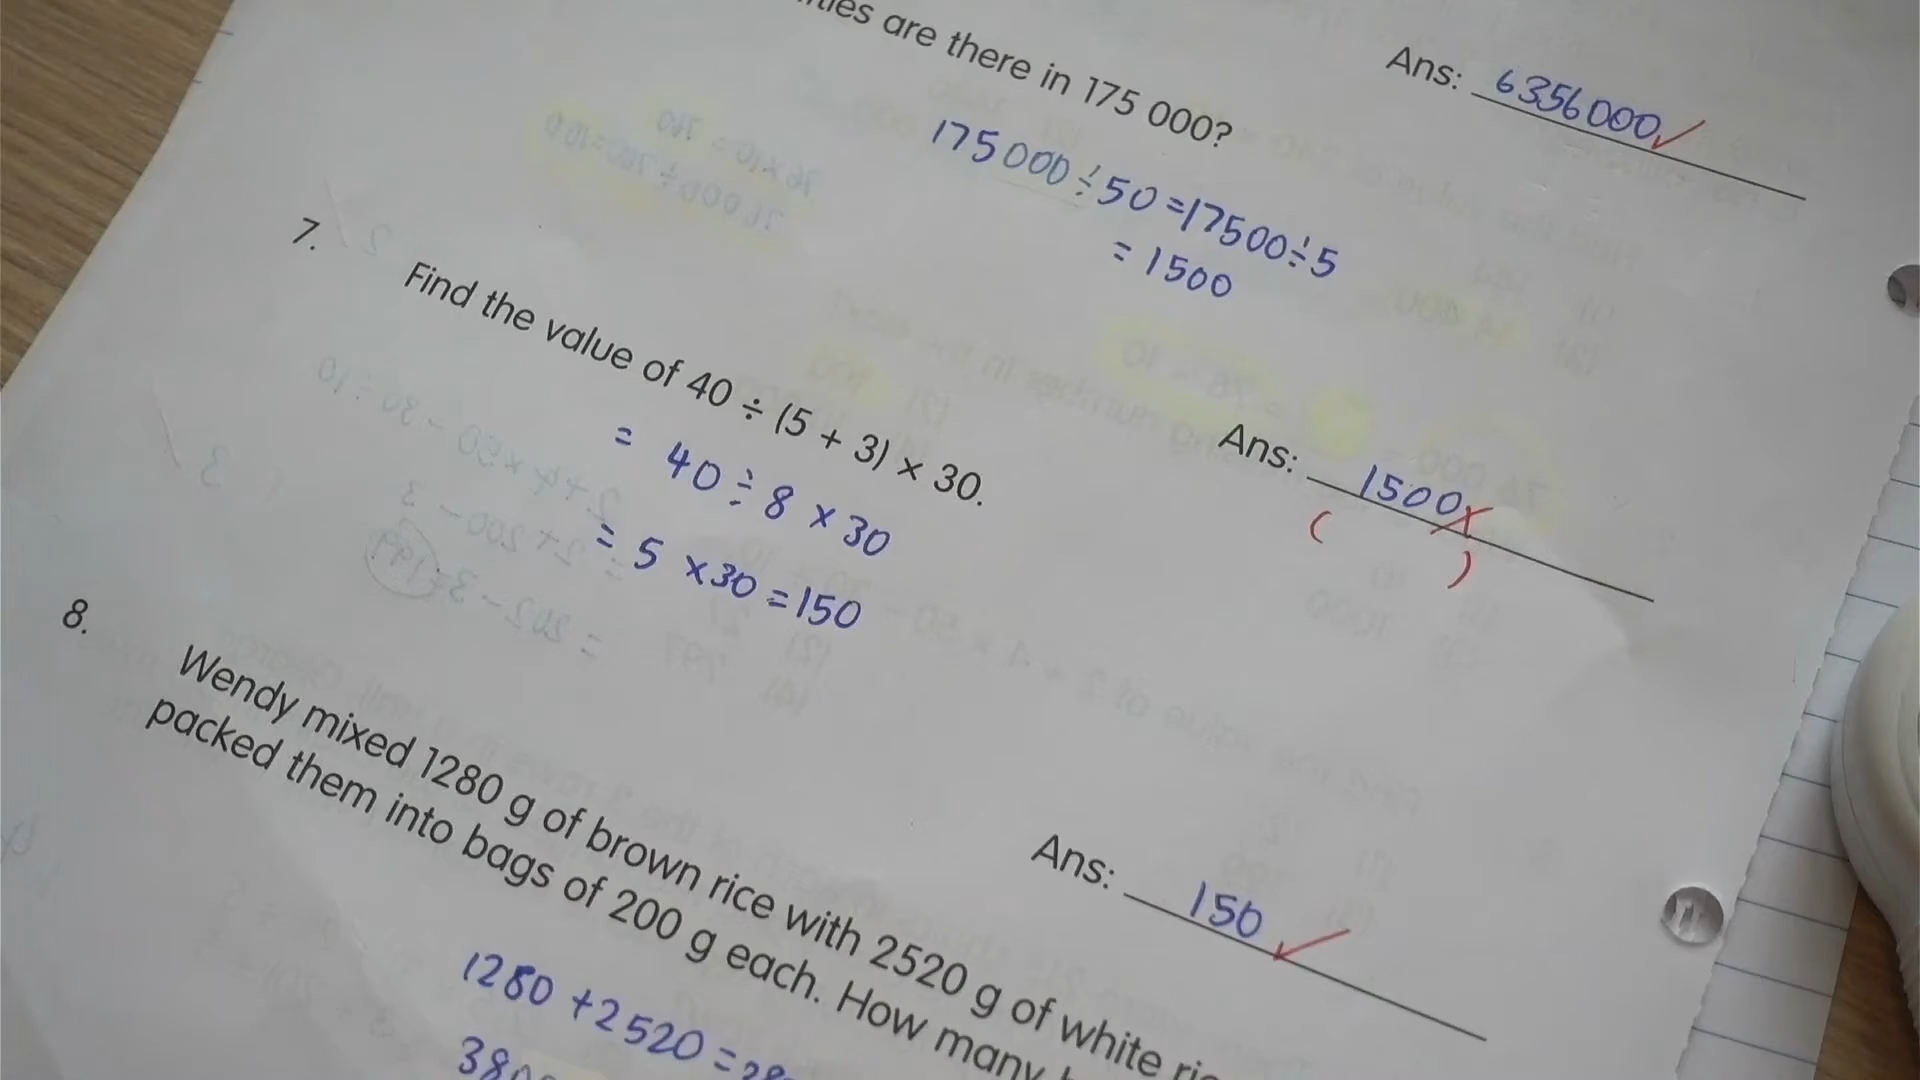 are there in 175 000?
Ans: 6356000
175000÷50=17500÷5
=1500
Ans: 1500
( )
7.
Find the value of 40 ÷ (5 + 3) × 30.
= 40 ÷ 8 × 30
= 5 ×30 =150
Ans: 150
8.
Wendy mixed 1280 g of brown rice with 2520 g of white
packed them into bags of 200 g each. How many
1280 +2520=